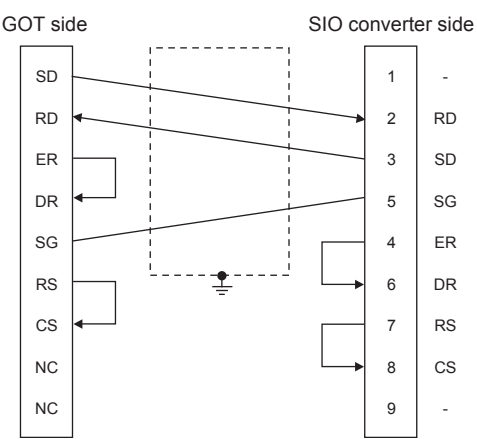 GOT side SIO converter side
SD 1 -
RD 2 RD
ER 3 SD
DR 5 SG
SG 4 ER
RS 6 DR
CS 7 RS
NC 8 CS
NC 9 -